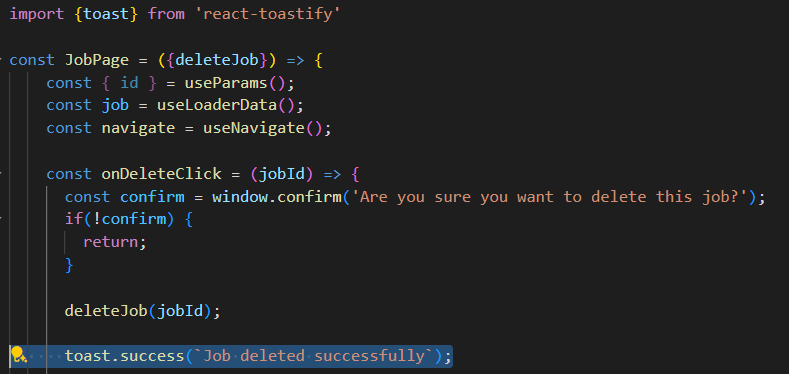 import {toast} from 'react-toastify'
const JobPage = ({deleteJob}) => {
const { id } = useParams();
const job = useLoaderData();
const navigate = useNavigate();
const onDeleteClick = (jobId) => {
const confirm = window.confirm('Are you sure you want to delete this job?');
if(!confirm) {
return;
}
deleteJob(jobId);
toast.success(`Job deleted successfully`);